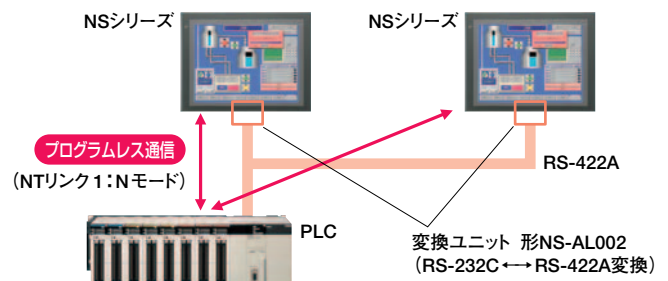 NSシリーズ
NSシリーズ
プログラムレス通信
(NTリンク1:Nモード)
RS-422A
PLC
変換ユニット 形NS-AL002
(RS-232C⟷RS-422A変換)